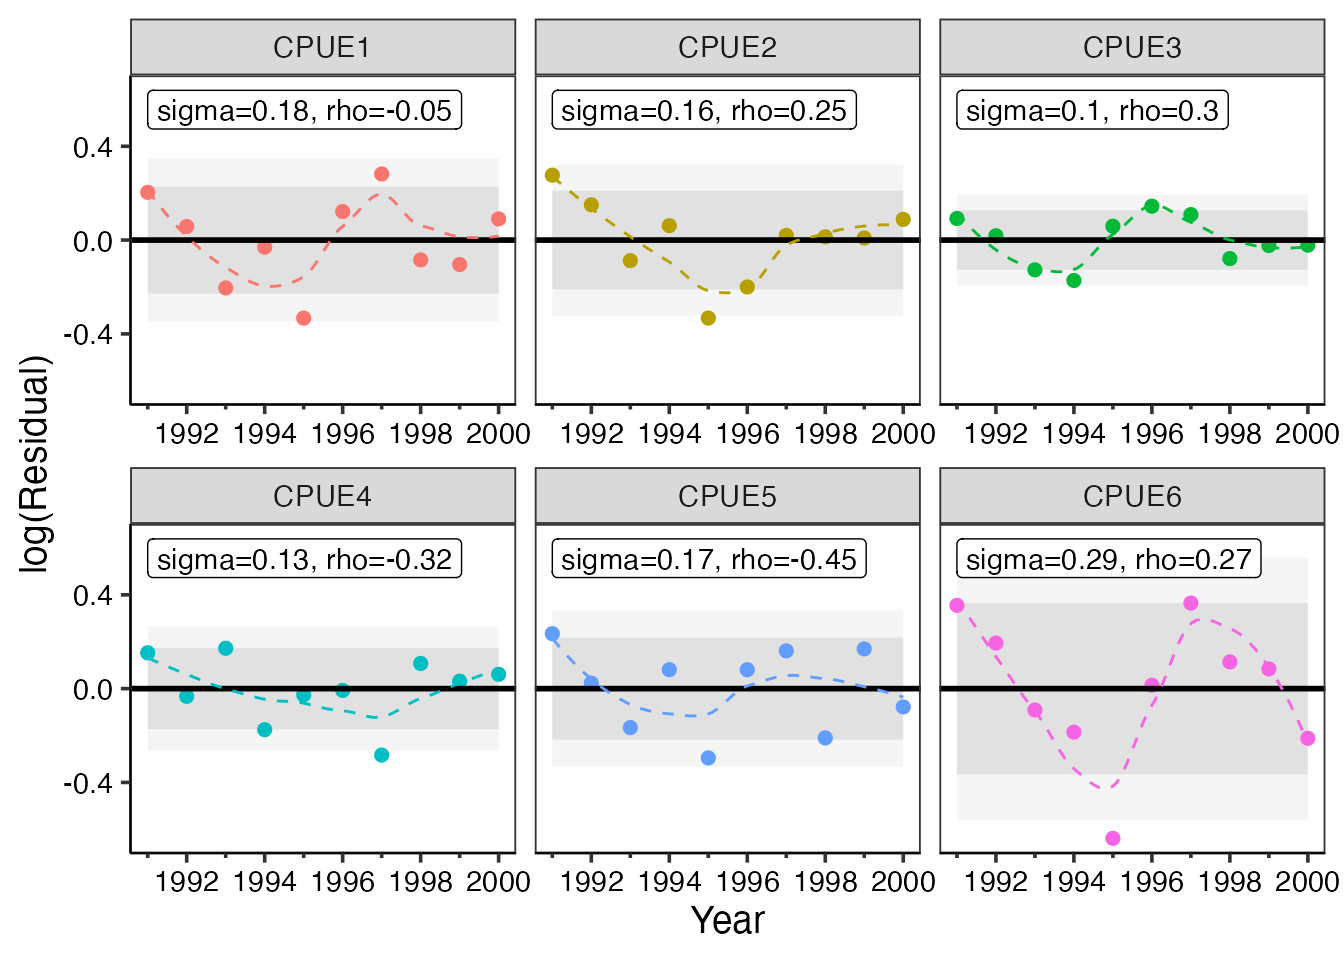 CPUE1 CPUE2 CPUE3
sigma=0.18, rho=-0.05 sigma=0.16, rho=0.25 sigma=0.1, rho=0.3
0.4
0.0
-0.4
1992 1994 1996 1998 2000 1992 1994 1996 1998 2000 1992 1994 1996 1998 2000
log(Residual)
CPUE4 CPUE5 CPUE6
sigma=0.13, rho=-0.32 sigma=0.17, rho=-0.45 sigma=0.29, rho=0.27
0.4
0.0
-0.4
1992 1994 1996 1998 2000 1992 1994 1996 1998 2000 1992 1994 1996 1998 2000
Year